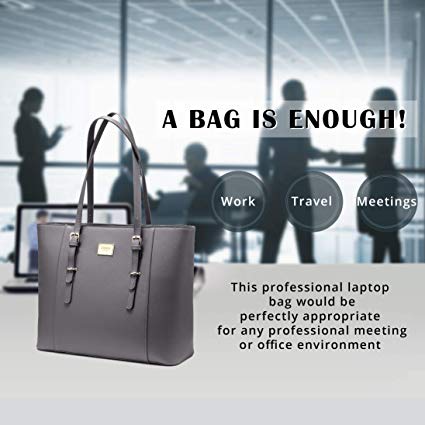 A BAG IS ENOUGH!
Work
Travel
Meetings
This professional laptop
bag would be
perfectly appropriate
for any professional meeting
or office environment